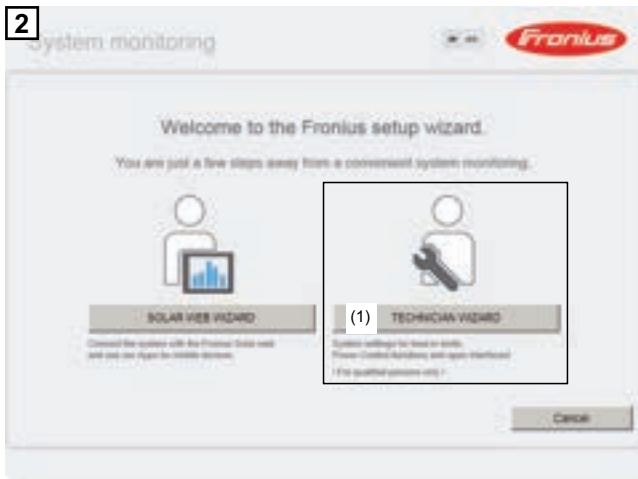 2
System monitoring
Fronius
Welcome to the Fronius setup wizard.
You are just a few steps away from a convenient system monitoring.
SOLAR WEB WIZARD
(1) TECHNICIAN WIZARD
Connect the system with the Fronius Solar.web
and use our Apps for mobile devices.
System settings for feed-in tariffs,
Power Control functions and open interfaces!
! For qualified persons only !
Cancel